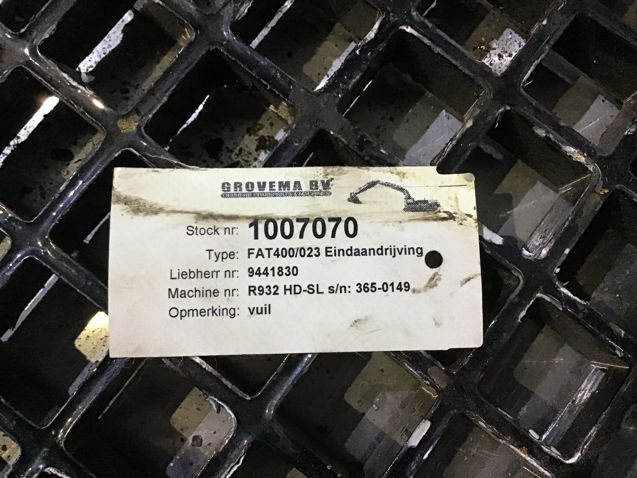 GROVEMA BV
Stock nr: 1007070
Type: FAT400/023 Eindaandrijving
Liebherr nr: 9441830
Machine nr: R932 HD-SL s/n: 365-0149
Opmerking: vuil